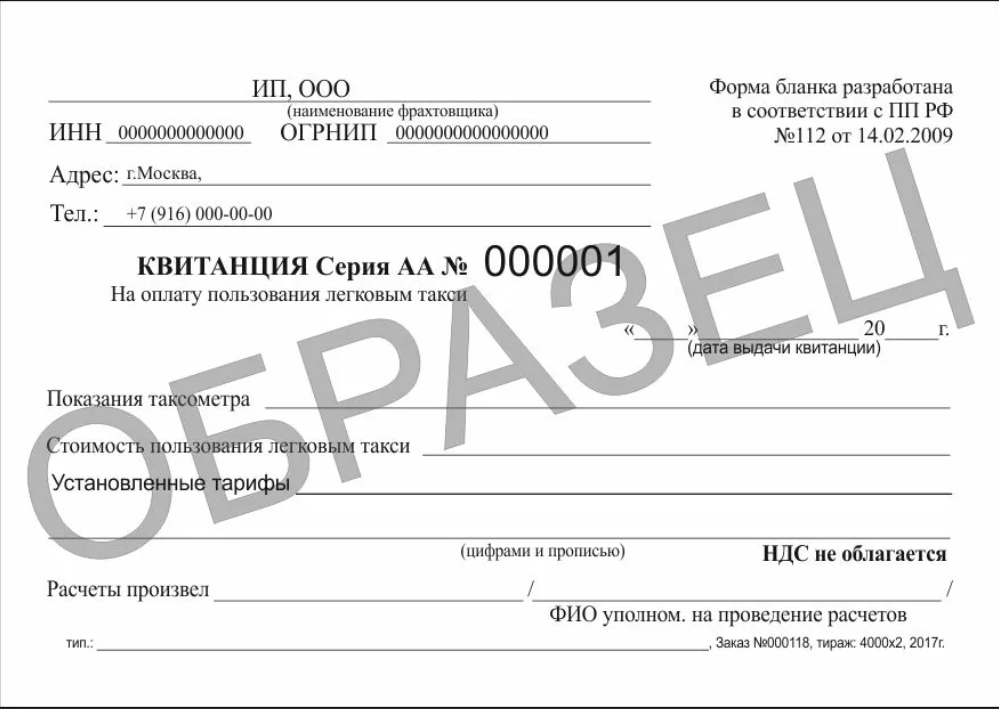 ИП, ООО
(наименование фрахтовщика)
ИНН 0000000000000 ОГРНИП 0000000000000000
Адрес: г.Москва,
Тел.: +7 (916) 000-00-00
Форма бланка разработана
в соответствии с ПП РФ
№112 от 14.02.2009
КВИТАНЦИЯ Серия АА № 000001
На оплату пользования легковым такси
« » 20 г.
(дата выдачи квитанции)
Показания таксометра
Стоимость пользования легковым такси
Установленные тарифы
(цифрами и прописью) НДС не облагается
Расчеты произвел / /
ФИО уполном. на проведение расчетов
тип.: , Заказ №000118, тираж: 4000x2, 2017г.
ОБРАЗЕЦ